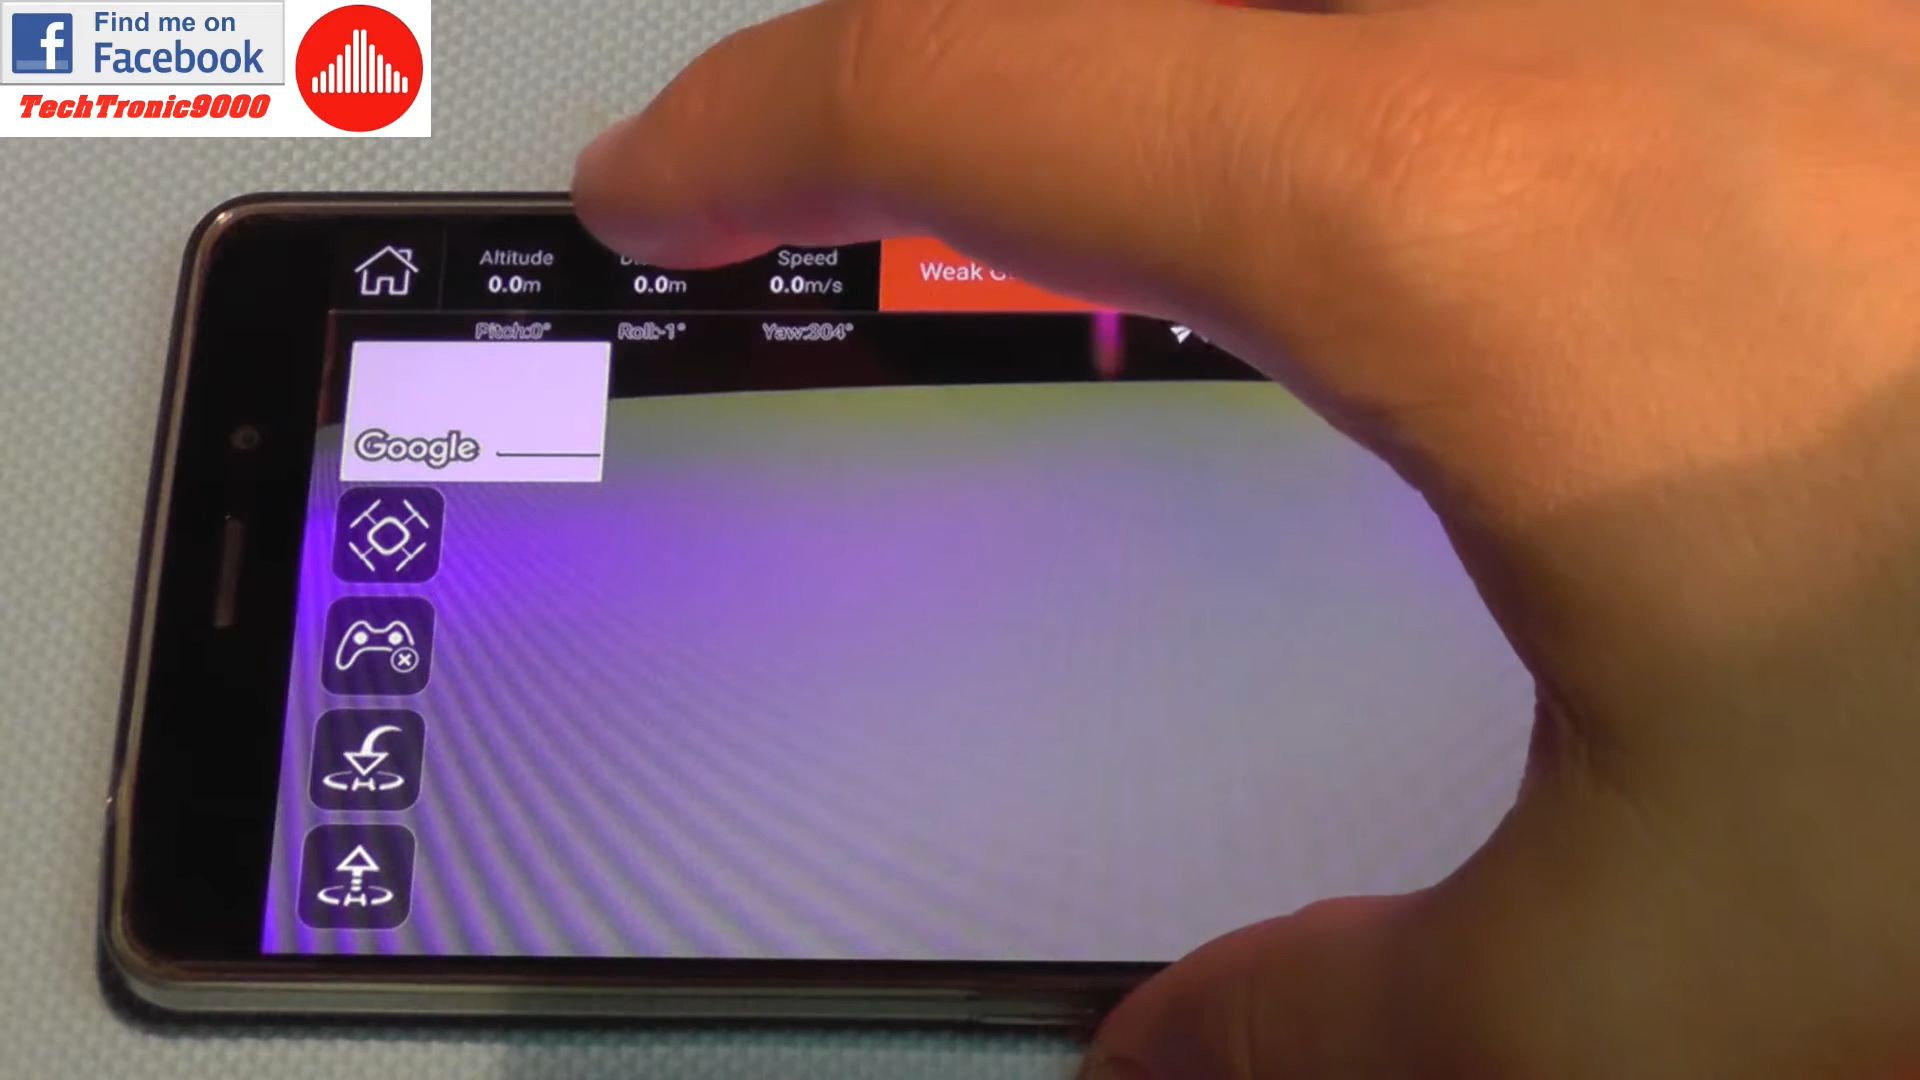 Find me on
Facebook
TechTronic9000
Altitude
Speed
Weak
0.0m
0.0m
0.0m/s
Pitch:0°
Roll:-1°
Yaw:304°
Google